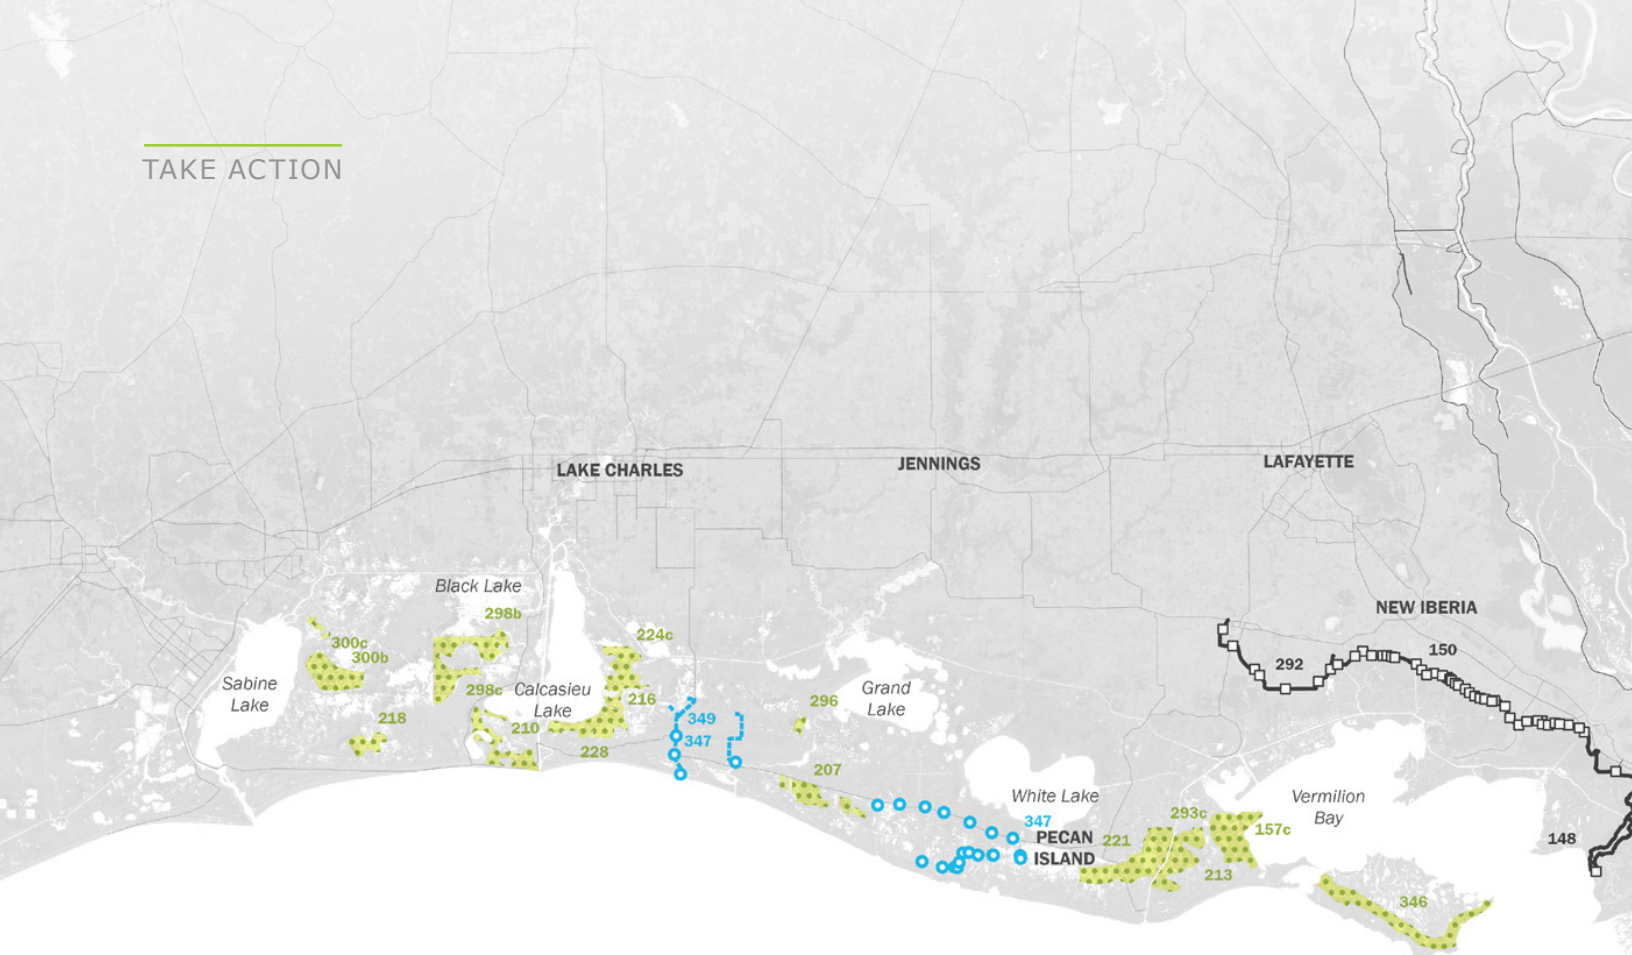 TAKE ACTION
LAKE CHARLES
JENNINGS
LAFAYETTE
Black Lake
298b
NEW IBERIA
300c
300b
224c
150
292
Sabine
Lake
298c
Calcasieu
Lake
216
296
Grand
Lake
218
210
349
347
228
207
White Lake
Vermilion
Bay
347
PECAN
ISLAND
221
293c
157c
148
213
346